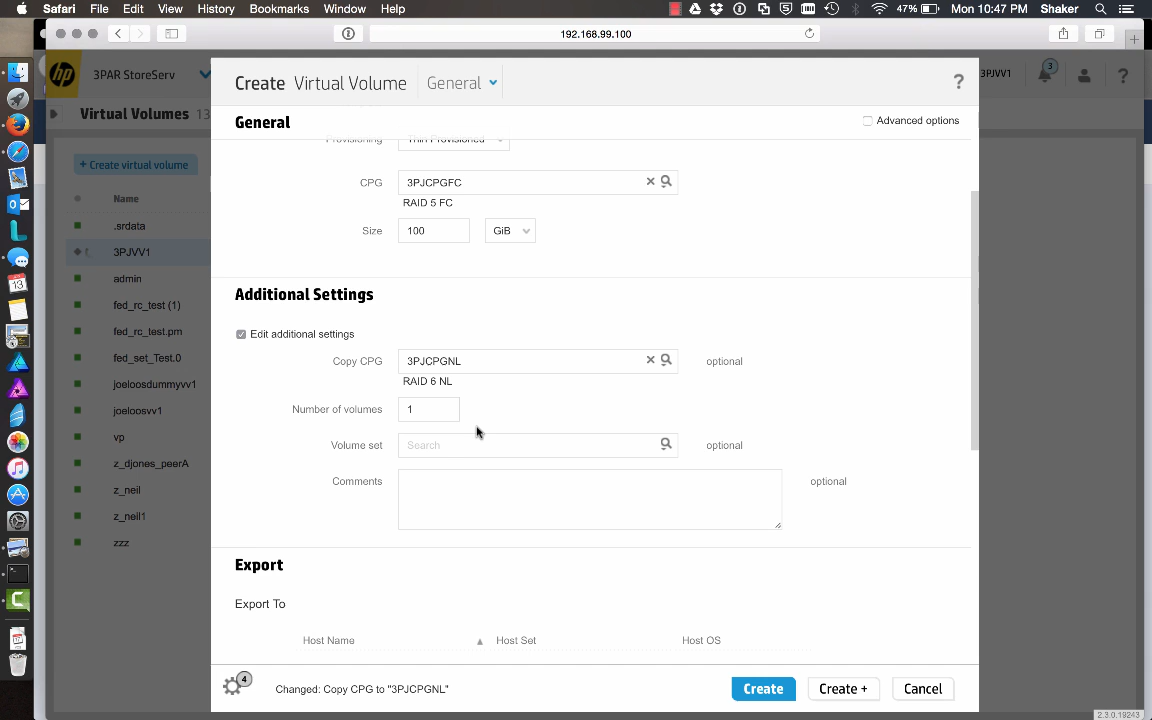 Safari File Edit View History Bookmarks Window Help 47% Mon 10:47 PM Shaker
192.168.99.100
hp 3PAR StoreServ 3PJVV1 3 ?
Create Virtual Volume General ?
Virtual Volumes 13
General Advanced options
Provisioning Thin Provisioned
+ Create virtual volume
CPG 3PJCPGFC
RAID 5 FC
Name
.srdata
Size 100 GiB
3PJVV1
admin
fed_rc_test (1)
fed_rc_test.pm
fed_set_Test.0
joeloosdummyvv1
joeloosvv1
vp
z_djones_peerA
z_neil
z_neil1
zzz
Additional Settings
Edit additional settings
Copy CPG 3PJCPGNL optional
RAID 6 NL
Number of volumes 1
Volume set Search optional
Comments optional
Export
Export To
Host Name Host Set Host OS
4 Changed: Copy CPG to "3PJCPGNL" Create Create + Cancel
2.3.0.19243